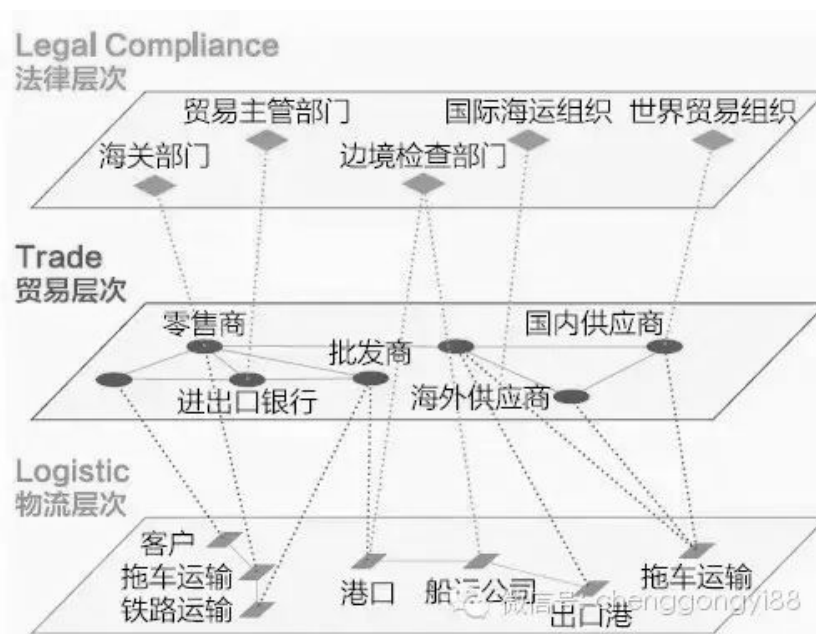 Legal Compliance
法律层次
贸易主管部门 国际海运组织 世界贸易组织
海关部门 边境检查部门
Trade
贸易层次
零售商 国内供应商
批发商
进出口银行 海外供应商
Logistic
物流层次
客户
拖车运输 拖车运输
铁路运输 港口 船运公司
出口港
微信号: chenggongyi88